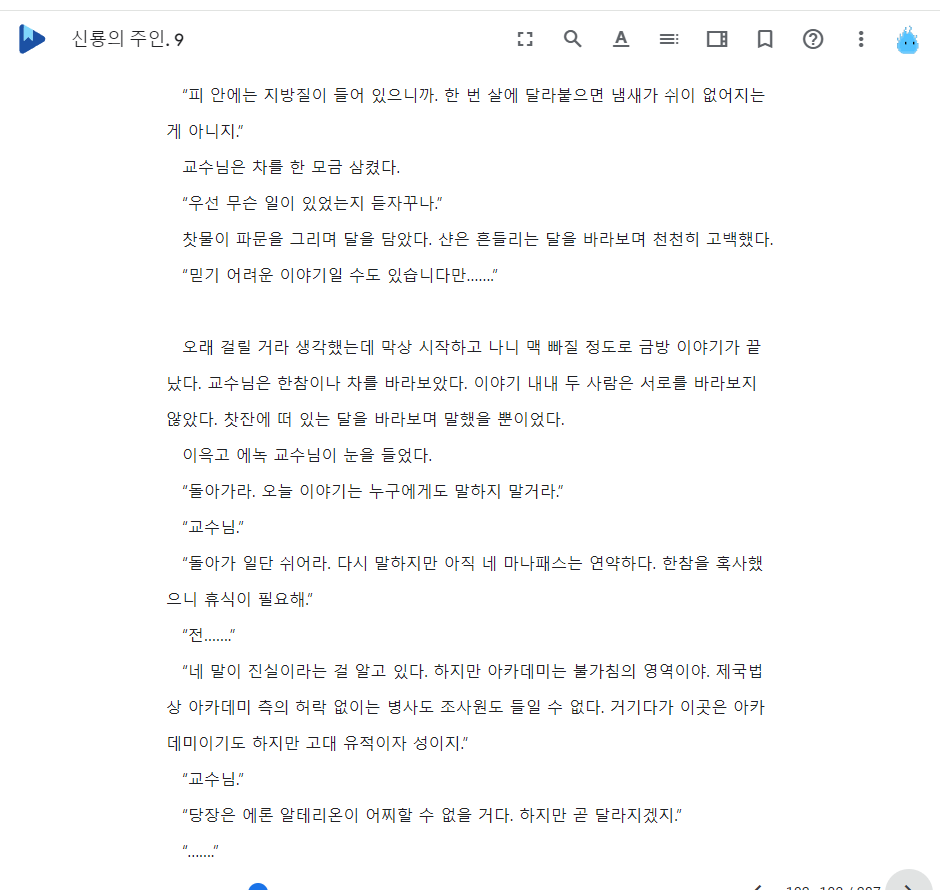 신룡의 주인. 9
“피 안에는 지방질이 들어 있으니까. 한 번 살에 달라붙으면 냄새가 쉬이 없어지는
게 아니지.”
교수님은 차를 한 모금 삼켰다.
“우선 무슨 일이 있었는지 듣자꾸나.”
찻물이 파문을 그리며 달을 담았다. 샨은 흔들리는 달을 바라보며 천천히 고백했다.
“믿기 어려운 이야기일 수도 있습니다만…….”
오래 걸릴 거라 생각했는데 막상 시작하고 나니 맥 빠질 정도로 금방 이야기가 끝
났다. 교수님은 한참이나 차를 바라보았다. 이야기 내내 두 사람은 서로를 바라보지
않았다. 찻잔에 떠 있는 달을 바라보며 말했을 뿐이었다.
이윽고 에녹 교수님이 눈을 들었다.
“돌아가라. 오늘 이야기는 누구에게도 말하지 말거라.”
“교수님.”
“돌아가 일단 쉬어라. 다시 말하지만 아직 네 마나패스는 연약하다. 한참을 혹사했
으니 휴식이 필요해.”
“전…….”
“네 말이 진실이라는 걸 알고 있다. 하지만 아카데미는 불가침의 영역이야. 제국법
상 아카데미 측의 허락 없이는 병사도 조사원도 들일 수 없다. 거기다가 이곳은 아카
데미이기도 하지만 고대 유적이자 성이지.”
“교수님.”
“당장은 에론 알테리온이 어찌할 수 없을 거다. 하지만 곧 달라지겠지.”
“…….”